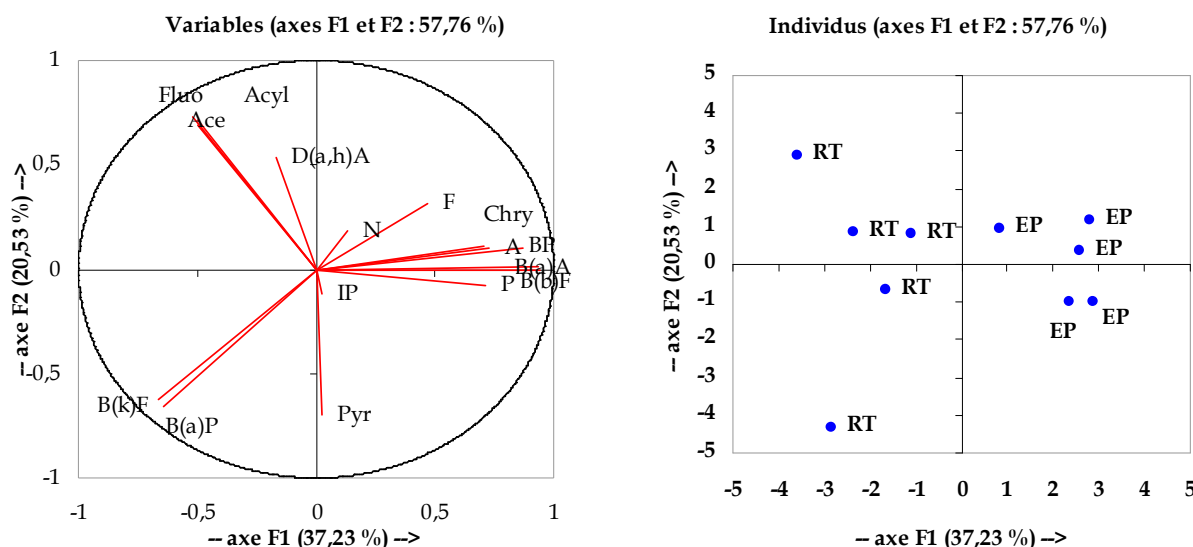 Variables (axes F1 et F2 : 57,76 %)
1
Fluo
Acyl
Ace
0,5
D(a,h)A
F
N
Chry
A
BP
B(a)A
0
IP
P
B(b)F
-0,5
B(k)F
B(a)P
Pyr
-1
-1
-0,5
0
0,5
1
-- axe F2 (20,53 %) -->
-- axe F1 (37,23 %) -->
Individus (axes F1 et F2 : 57,76 %)
5
4
3
2
1
0
-1
-2
-3
-4
-5
RT
RT
RT
EP
EP
EP
RT
EP
EP
RT
-5
-4
-3
-2
-1
0
1
2
3
4
5
-- axe F2 (20,53 %) -->
-- axe F1 (37,23 %) -->